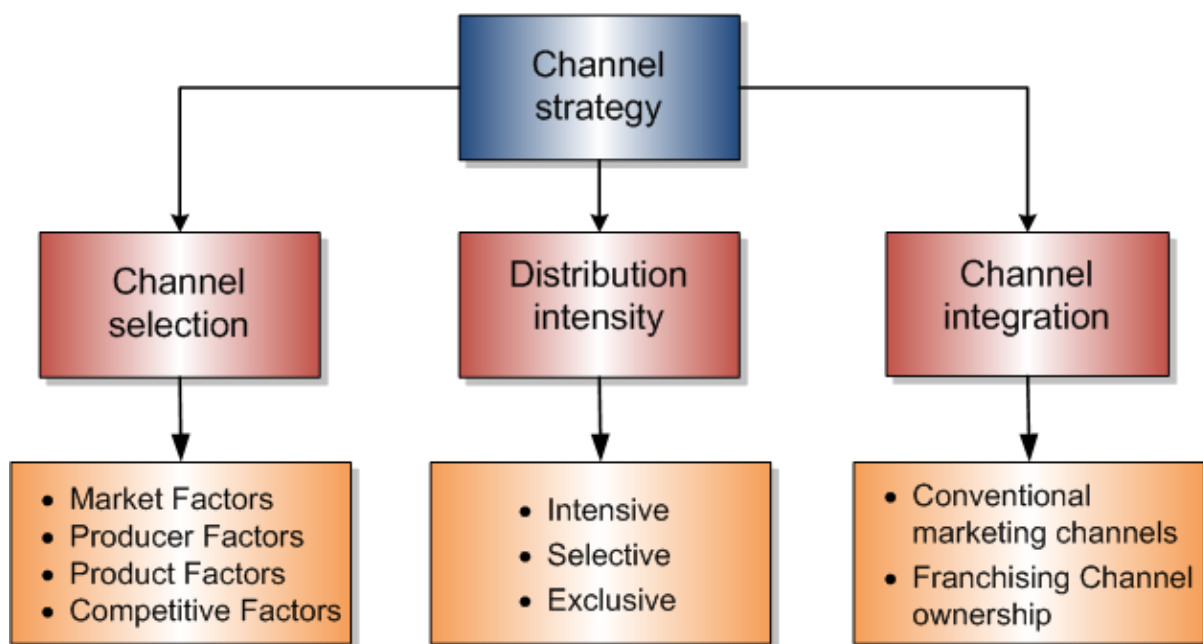 Channel
strategy
Channel
selection
Distribution
intensity
Channel
integration
• Market Factors
• Producer Factors
• Product Factors
• Competitive Factors
• Intensive
• Selective
• Exclusive
• Conventional
marketing channels
• Franchising Channel
ownership